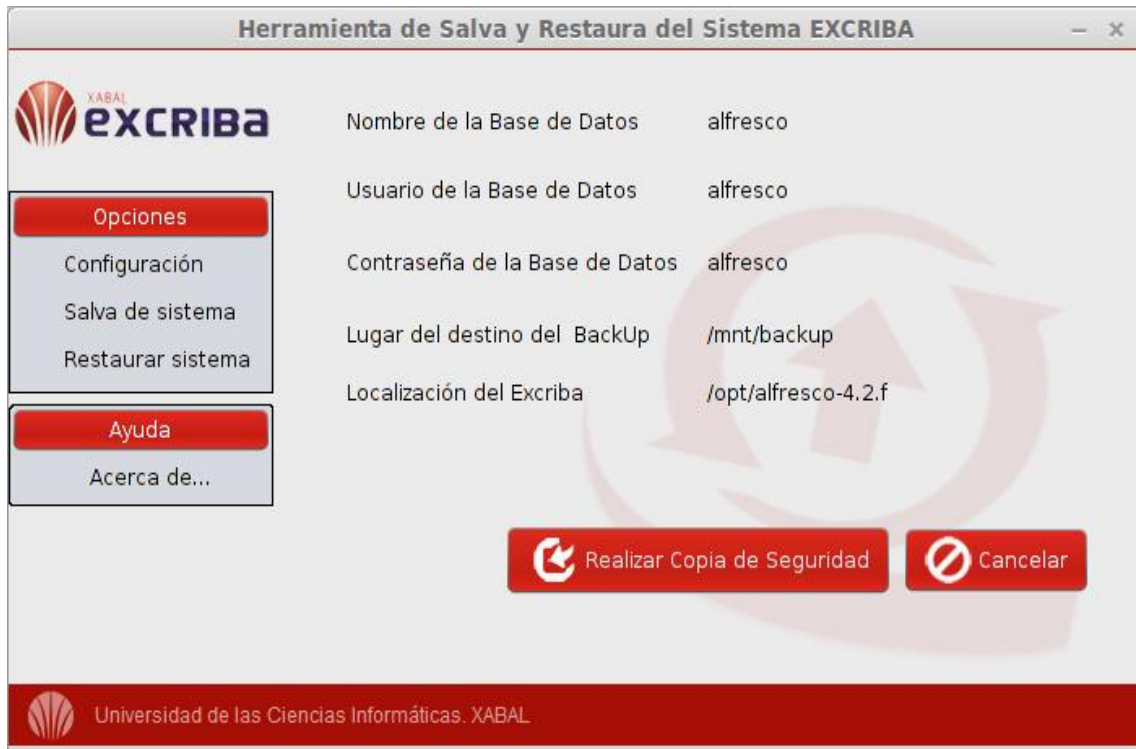 Herramienta de Salva y Restaura del Sistema EXCRIBA
XABAL
excriba
Opciones
Configuración
Salva de sistema
Restaurar sistema
Ayuda
Acerca de...
Nombre de la Base de Datos alfresco
Usuario de la Base de Datos alfresco
Contraseña de la Base de Datos alfresco
Lugar del destino del BackUp /mnt/backup
Localización del Excriba /opt/alfresco-4.2.f
Realizar Copia de Seguridad Cancelar
Universidad de las Ciencias Informáticas. XABAL